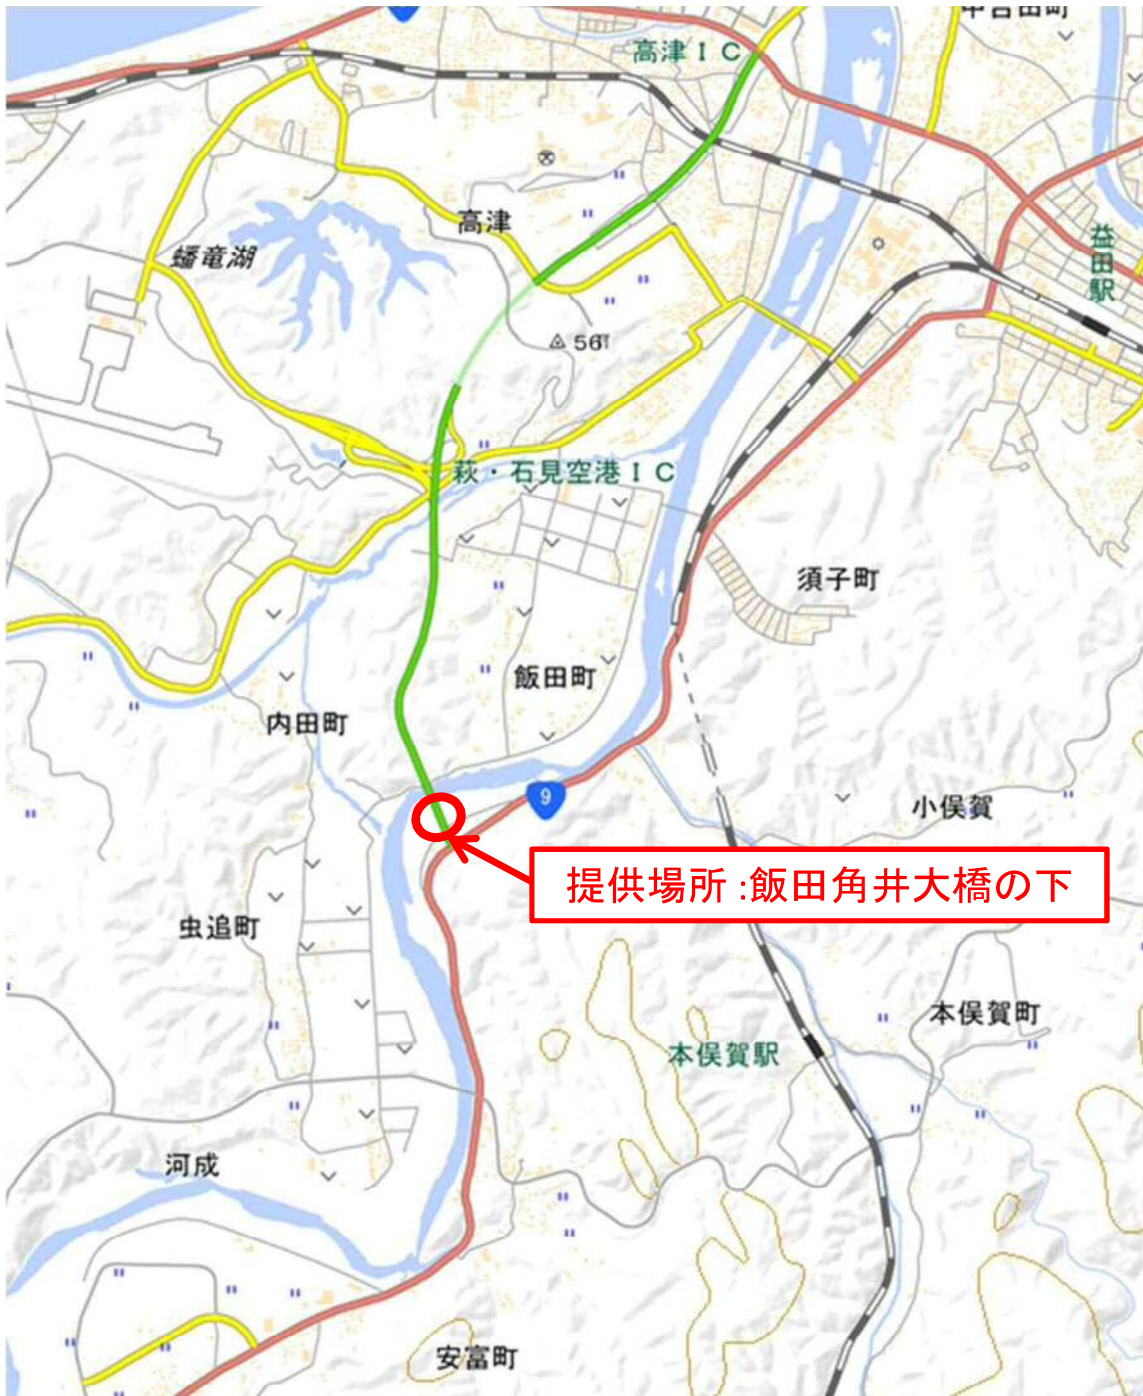 高津ＩＣ
高津
蟠竜湖
益田駅
56
萩・石見空港ＩＣ
須子町
飯田町
内田町
9
小俣賀
提供場所:飯田角井大橋の下
虫追町
本俣賀町
本俣賀駅
河成
安富町